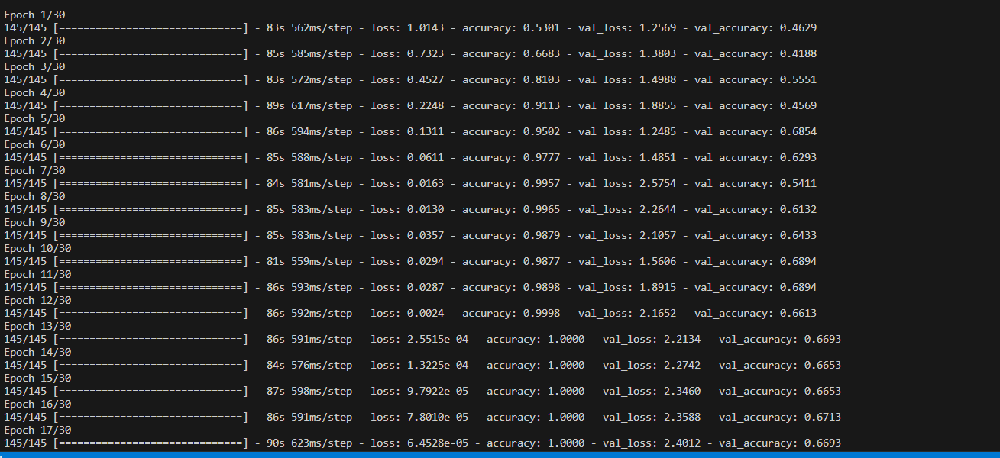 Epoch 1/30
145/145 [==============================] - 83s 562ms/step - loss: 1.0143 - accuracy: 0.5301 - val_loss: 1.2569 - val_accuracy: 0.4629
Epoch 2/30
145/145 [==============================] - 85s 585ms/step - loss: 0.7323 - accuracy: 0.6683 - val_loss: 1.3803 - val_accuracy: 0.4188
Epoch 3/30
145/145 [==============================] - 83s 572ms/step - loss: 0.4527 - accuracy: 0.8103 - val_loss: 1.4988 - val_accuracy: 0.5551
Epoch 4/30
145/145 [==============================] - 89s 617ms/step - loss: 0.2248 - accuracy: 0.9113 - val_loss: 1.8855 - val_accuracy: 0.4569
Epoch 5/30
145/145 [==============================] - 86s 594ms/step - loss: 0.1311 - accuracy: 0.9502 - val_loss: 1.2485 - val_accuracy: 0.6854
Epoch 6/30
145/145 [==============================] - 85s 588ms/step - loss: 0.0611 - accuracy: 0.9777 - val_loss: 1.4851 - val_accuracy: 0.6293
Epoch 7/30
145/145 [==============================] - 84s 581ms/step - loss: 0.0163 - accuracy: 0.9957 - val_loss: 2.5754 - val_accuracy: 0.5411
Epoch 8/30
145/145 [==============================] - 85s 583ms/step - loss: 0.0130 - accuracy: 0.9965 - val_loss: 2.2644 - val_accuracy: 0.6132
Epoch 9/30
145/145 [==============================] - 85s 583ms/step - loss: 0.0357 - accuracy: 0.9879 - val_loss: 2.1057 - val_accuracy: 0.6433
Epoch 10/30
145/145 [==============================] - 81s 559ms/step - loss: 0.0294 - accuracy: 0.9877 - val_loss: 1.5606 - val_accuracy: 0.6894
Epoch 11/30
145/145 [==============================] - 86s 593ms/step - loss: 0.0287 - accuracy: 0.9898 - val_loss: 1.8915 - val_accuracy: 0.6894
Epoch 12/30
145/145 [==============================] - 86s 592ms/step - loss: 0.0024 - accuracy: 0.9998 - val_loss: 2.1652 - val_accuracy: 0.6613
Epoch 13/30
145/145 [==============================] - 86s 591ms/step - loss: 2.5515e-04 - accuracy: 1.0000 - val_loss: 2.2134 - val_accuracy: 0.6693
Epoch 14/30
145/145 [==============================] - 84s 576ms/step - loss: 1.3225e-04 - accuracy: 1.0000 - val_loss: 2.2742 - val_accuracy: 0.6653
Epoch 15/30
145/145 [==============================] - 87s 598ms/step - loss: 9.7922e-05 - accuracy: 1.0000 - val_loss: 2.3460 - val_accuracy: 0.6653
Epoch 16/30
145/145 [==============================] - 86s 591ms/step - loss: 7.8010e-05 - accuracy: 1.0000 - val_loss: 2.3588 - val_accuracy: 0.6713
Epoch 17/30
145/145 [==============================] - 90s 623ms/step - loss: 6.4528e-05 - accuracy: 1.0000 - val_loss: 2.4012 - val_accuracy: 0.6693